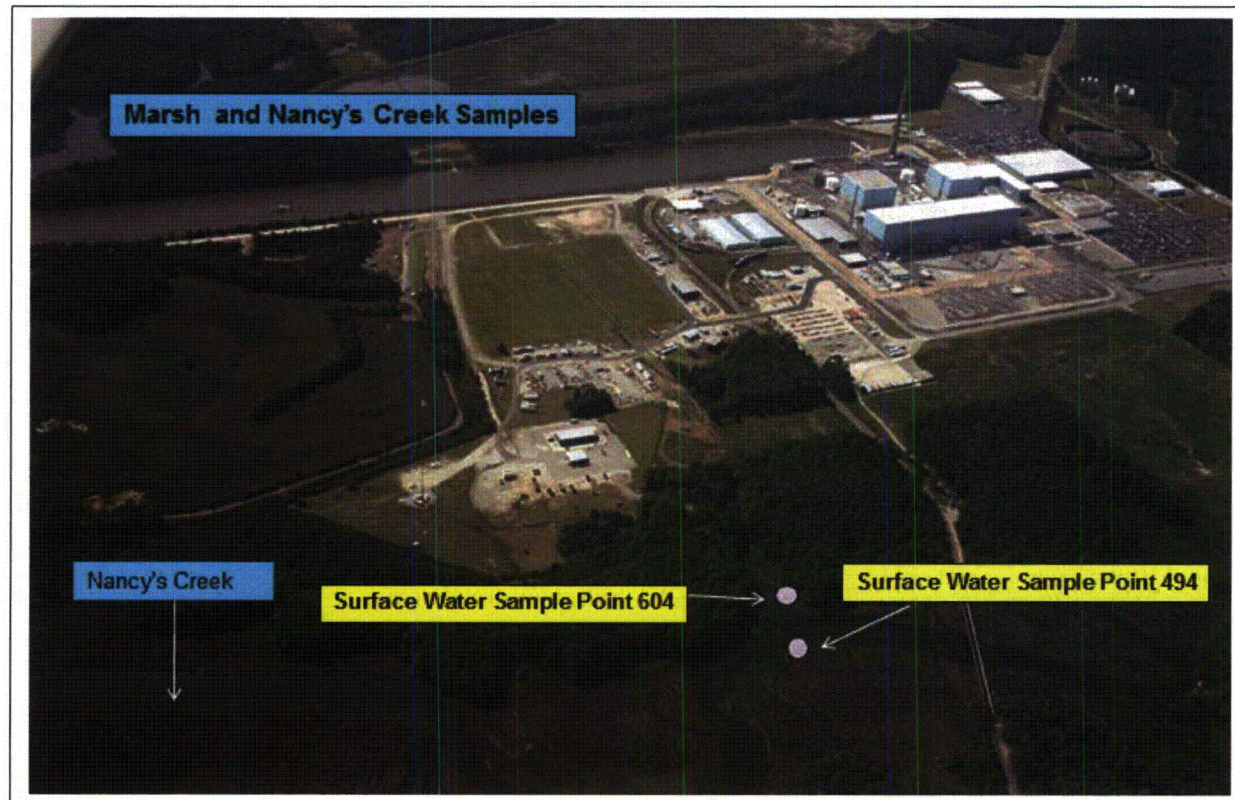 Marsh and Nancy's Creek Samples
Nancy's Creek
Surface Water Sample Point 604
Surface Water Sample Point 494